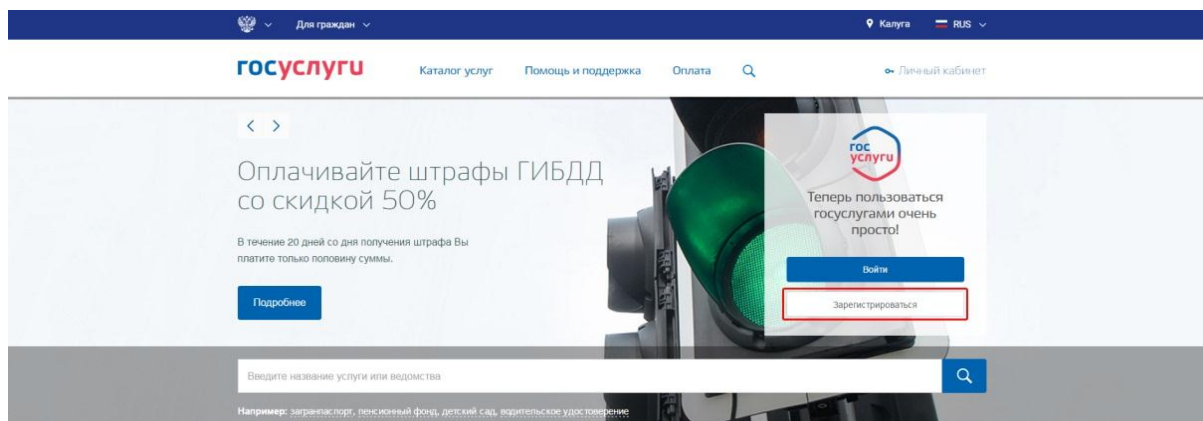 Для граждан
Калуга RUS
госуслуги Каталог услуг Помощь и поддержка Оплата Личный кабинет
Оплачивайте штрафы ГИБДД
со скидкой 50%
В течение 20 дней со дня получения штрафа Вы
платите только половину суммы.
Подробнее
гос
услуги
Теперь пользоваться
госуслугами очень
просто!
Войти
Зарегистрироваться
Введите название услуги или ведомства
Например: загранпаспорт, пенсионный фонд, детский сад, водительское удостоверение